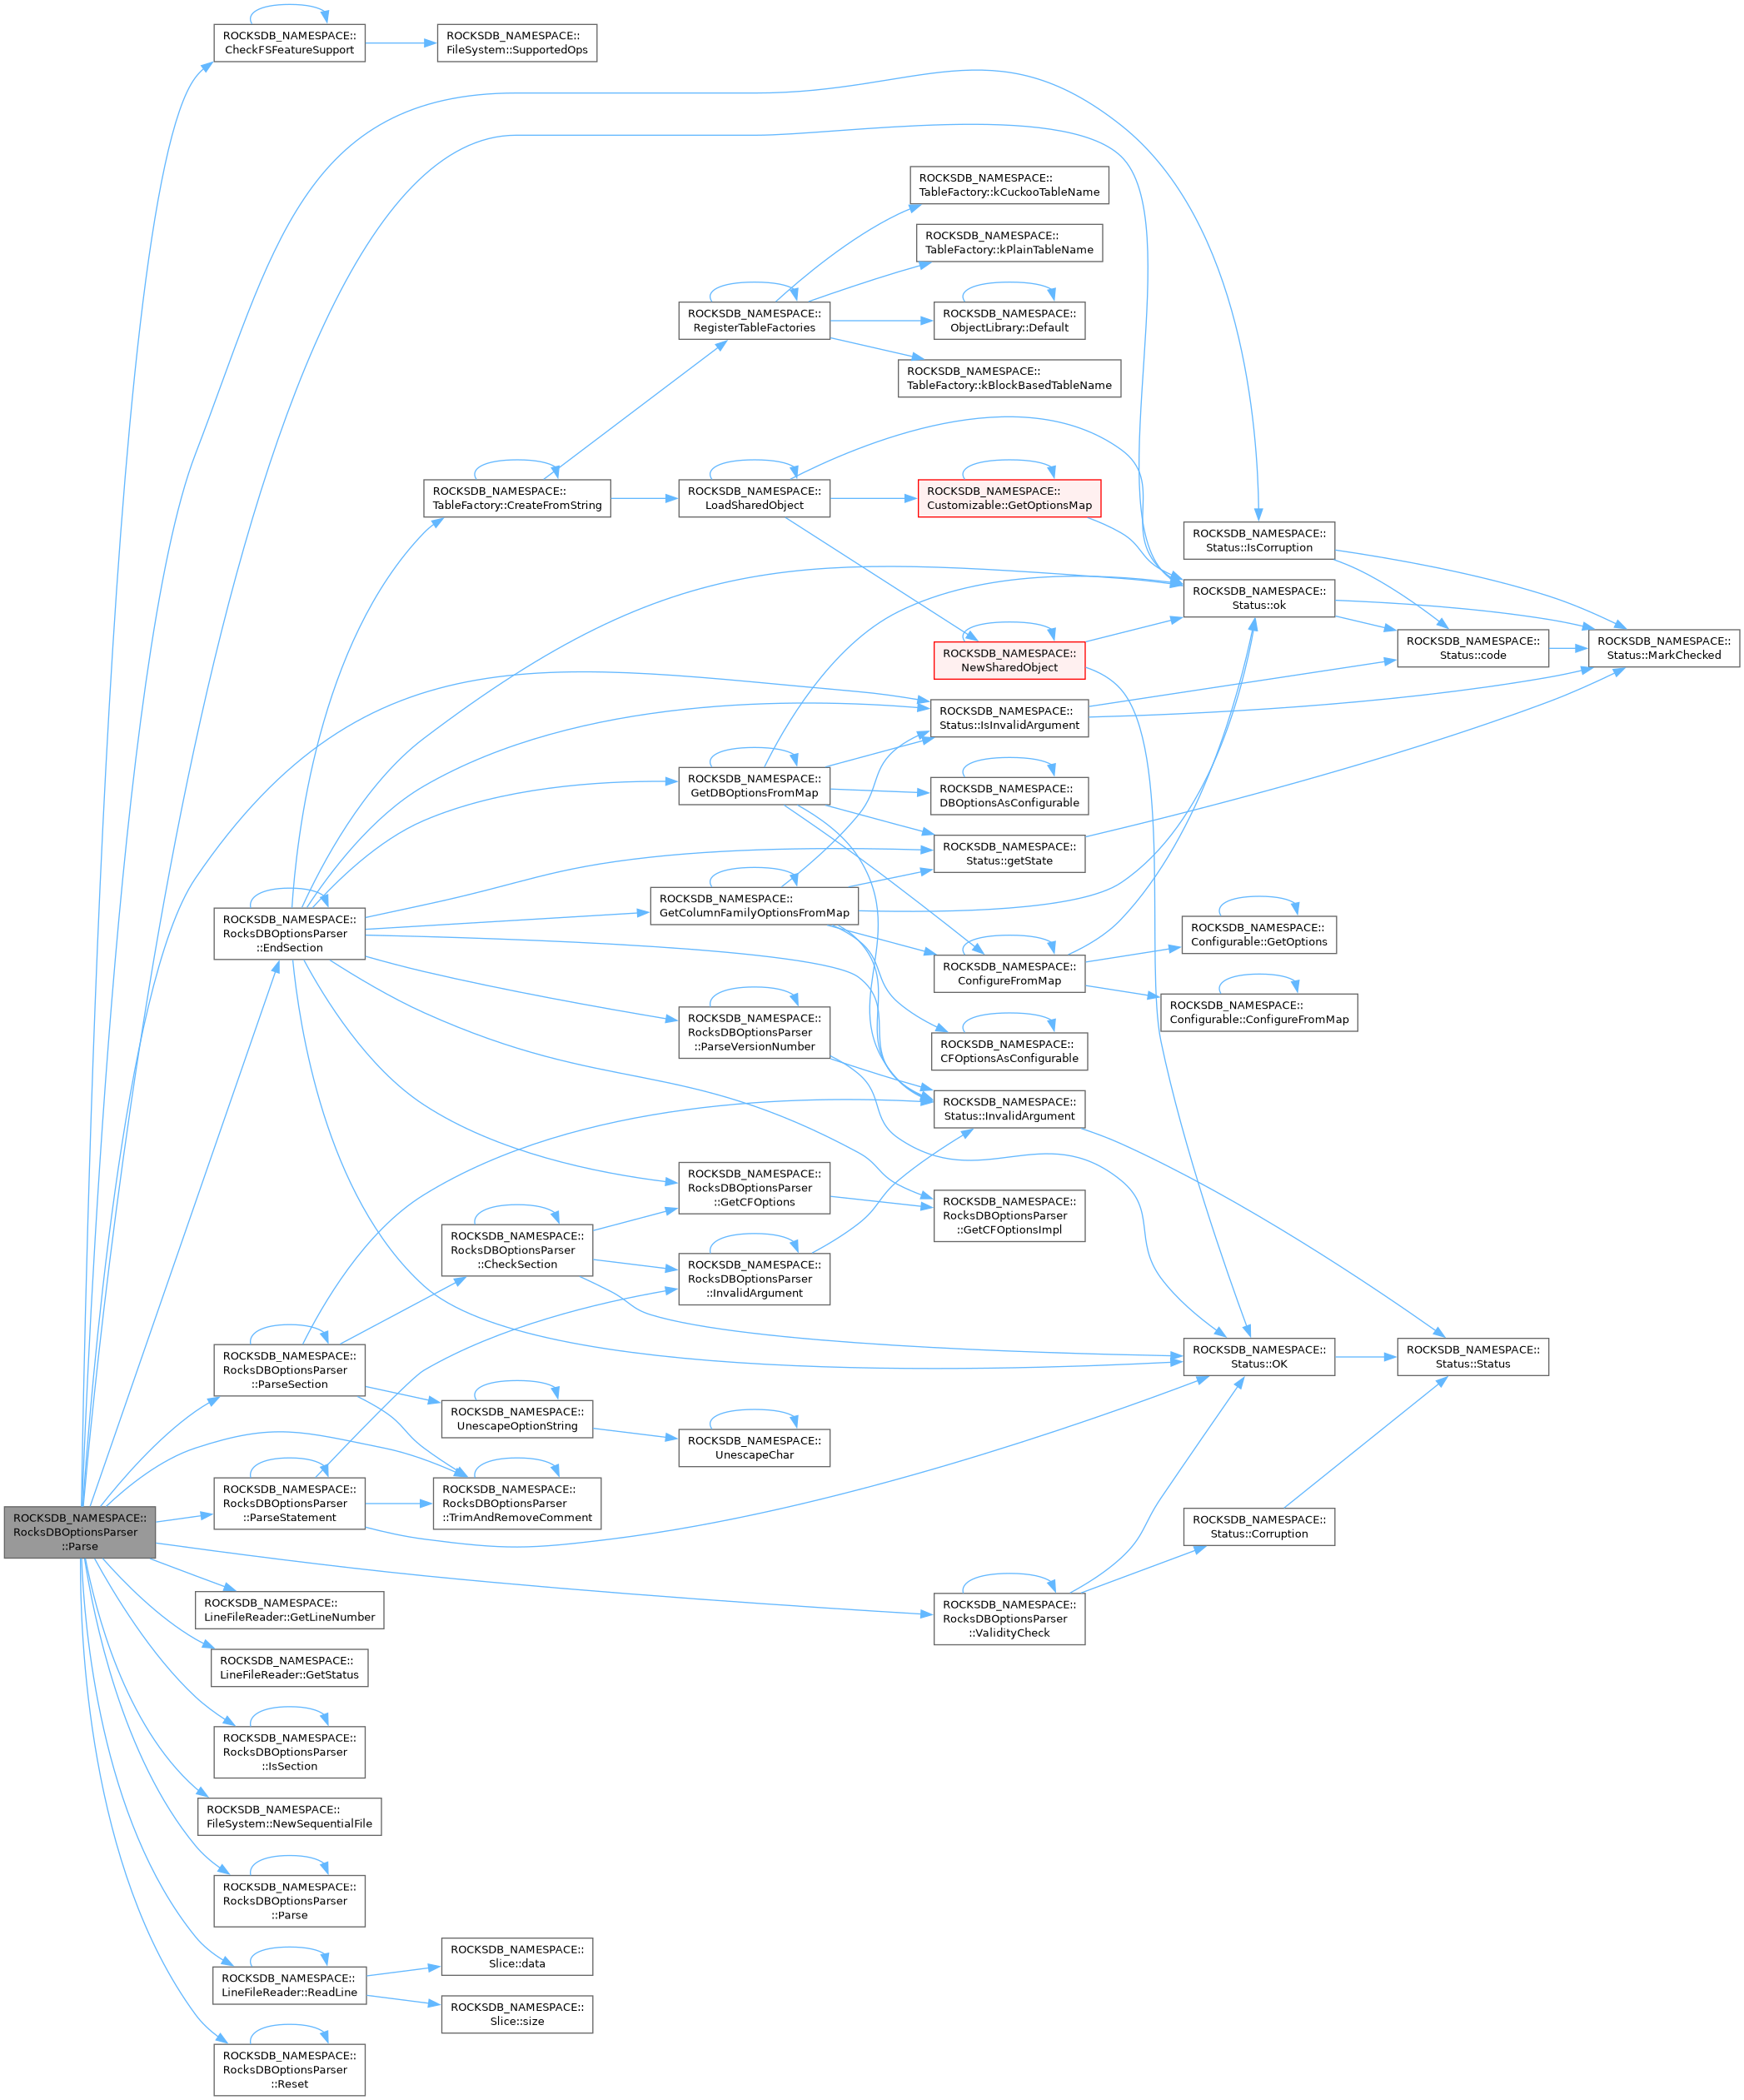 ROCKSDB_NAMESPACE::
CheckFSFeatureSupport
ROCKSDB_NAMESPACE::
FileSystem::SupportedOps
ROCKSDB_NAMESPACE::
TableFactory::kCuckooTableName
ROCKSDB_NAMESPACE::
TableFactory::kPlainTableName
ROCKSDB_NAMESPACE::
RegisterTableFactories
ROCKSDB_NAMESPACE::
ObjectLibrary::Default
ROCKSDB_NAMESPACE::
TableFactory::kBlockBasedTableName
ROCKSDB_NAMESPACE::
TableFactory::CreateFromString
ROCKSDB_NAMESPACE::
LoadSharedObject
ROCKSDB_NAMESPACE::
Customizable::GetOptionsMap
ROCKSDB_NAMESPACE::
Status::IsCorruption
ROCKSDB_NAMESPACE::
Status::ok
ROCKSDB_NAMESPACE::
NewSharedObject
ROCKSDB_NAMESPACE::
Status::code
ROCKSDB_NAMESPACE::
Status::MarkChecked
ROCKSDB_NAMESPACE::
Status::IsInvalidArgument
ROCKSDB_NAMESPACE::
GetDBOptionsFromMap
ROCKSDB_NAMESPACE::
DBOptionsAsConfigurable
ROCKSDB_NAMESPACE::
Status::getState
ROCKSDB_NAMESPACE::
RocksDBOptionsParser
::EndSection
ROCKSDB_NAMESPACE::
GetColumnFamilyOptionsFromMap
ROCKSDB_NAMESPACE::
Configurable::GetOptions
ROCKSDB_NAMESPACE::
ConfigureFromMap
ROCKSDB_NAMESPACE::
Configurable::ConfigureFromMap
ROCKSDB_NAMESPACE::
RocksDBOptionsParser
::ParseVersionNumber
ROCKSDB_NAMESPACE::
CFOptionsAsConfigurable
ROCKSDB_NAMESPACE::
Status::InvalidArgument
ROCKSDB_NAMESPACE::
RocksDBOptionsParser
::GetCFOptions
ROCKSDB_NAMESPACE::
RocksDBOptionsParser
::GetCFOptionsImpl
ROCKSDB_NAMESPACE::
RocksDBOptionsParser
::CheckSection
ROCKSDB_NAMESPACE::
RocksDBOptionsParser
::InvalidArgument
ROCKSDB_NAMESPACE::
RocksDBOptionsParser
::ParseSection
ROCKSDB_NAMESPACE::
Status::OK
ROCKSDB_NAMESPACE::
Status::Status
ROCKSDB_NAMESPACE::
UnescapeOptionString
ROCKSDB_NAMESPACE::
UnescapeChar
ROCKSDB_NAMESPACE::
RocksDBOptionsParser
::ParseStatement
ROCKSDB_NAMESPACE::
RocksDBOptionsParser
::TrimAndRemoveComment
ROCKSDB_NAMESPACE::
RocksDBOptionsParser
::Parse
ROCKSDB_NAMESPACE::
Status::Corruption
ROCKSDB_NAMESPACE::
LineFileReader::GetLineNumber
ROCKSDB_NAMESPACE::
RocksDBOptionsParser
::ValidityCheck
ROCKSDB_NAMESPACE::
LineFileReader::GetStatus
ROCKSDB_NAMESPACE::
RocksDBOptionsParser
::IsSection
ROCKSDB_NAMESPACE::
FileSystem::NewSequentialFile
ROCKSDB_NAMESPACE::
RocksDBOptionsParser
::Parse
ROCKSDB_NAMESPACE::
LineFileReader::ReadLine
ROCKSDB_NAMESPACE::
Slice::data
ROCKSDB_NAMESPACE::
Slice::size
ROCKSDB_NAMESPACE::
RocksDBOptionsParser
::Reset